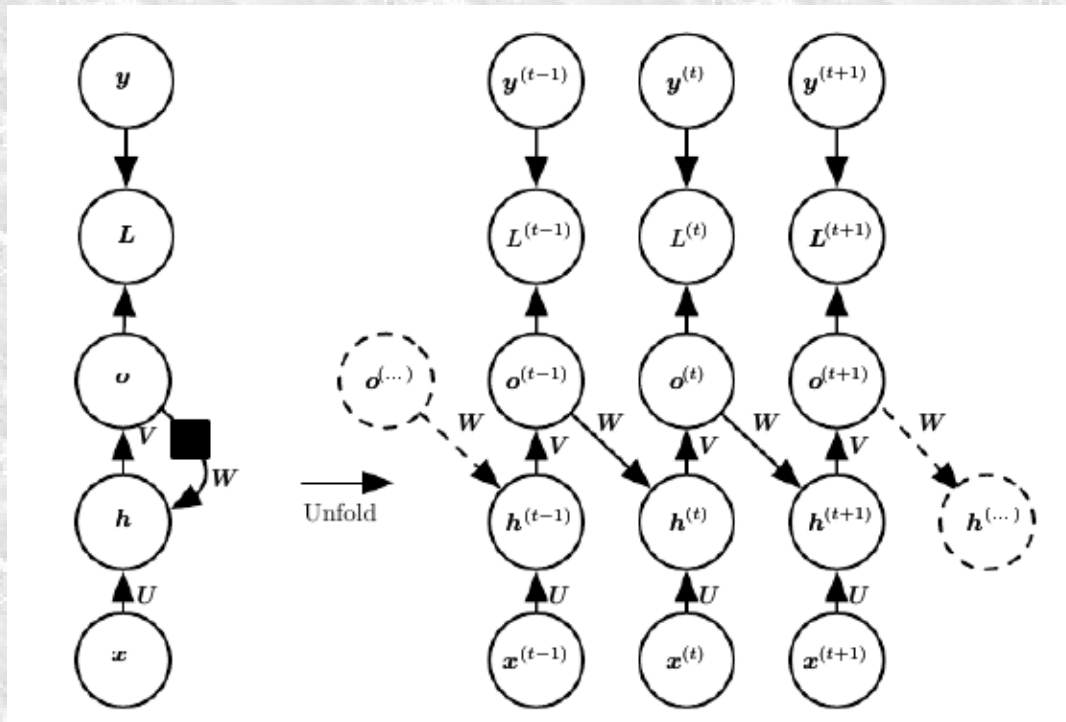 y y^(t−1) y^(t) y^(t+1)
L L^(t−1) L^(t) L^(t+1)
o o^(...) o^(t−1) o^(t) o^(t+1)
W W W W
V V V V
W
h h^(t−1) h^(t) h^(t+1) h^(...)
Unfold
U U U U
x x^(t−1) x^(t) x^(t+1)